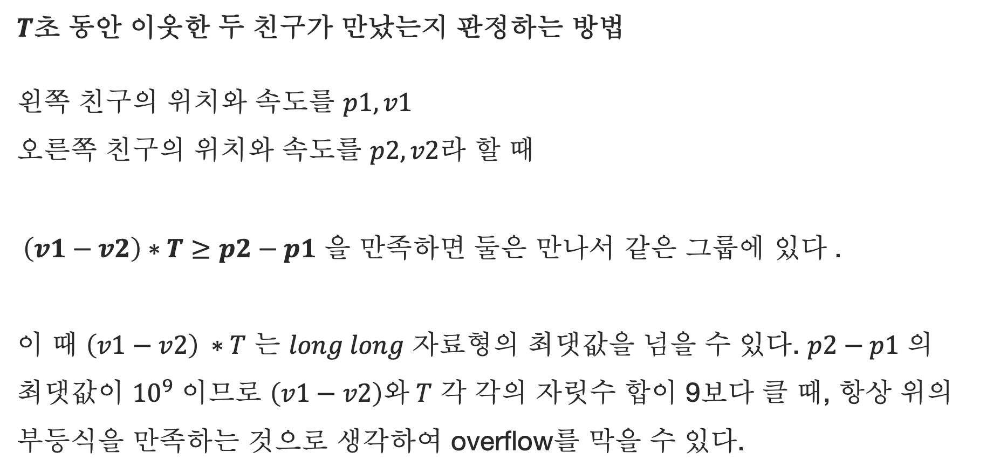 T초 동안 이웃한 두 친구가 만났는지 판정하는 방법
왼쪽 친구의 위치와 속도를 p1, v1
오른쪽 친구의 위치와 속도를 p2, v2라 할 때
(v1 − v2) ∗ T ≥ p2 − p1 을 만족하면 둘은 만나서 같은 그룹에 있다 .
이 때 (v1 − v2) ∗ T 는 long long 자료형의 최댓값을 넘을 수 있다. p2 − p1 의
최댓값이 10⁹ 이므로 (v1 − v2)와 T 각 각의 자릿수 합이 9보다 클 때, 항상 위의
부등식을 만족하는 것으로 생각하여 overflow를 막을 수 있다.